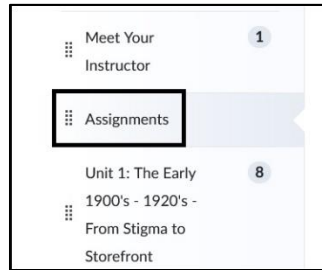 Meet Your
1
Instructor
Assignments
Unit 1: The Early
8
1900's - 1920's -
From Stigma to
Storefront